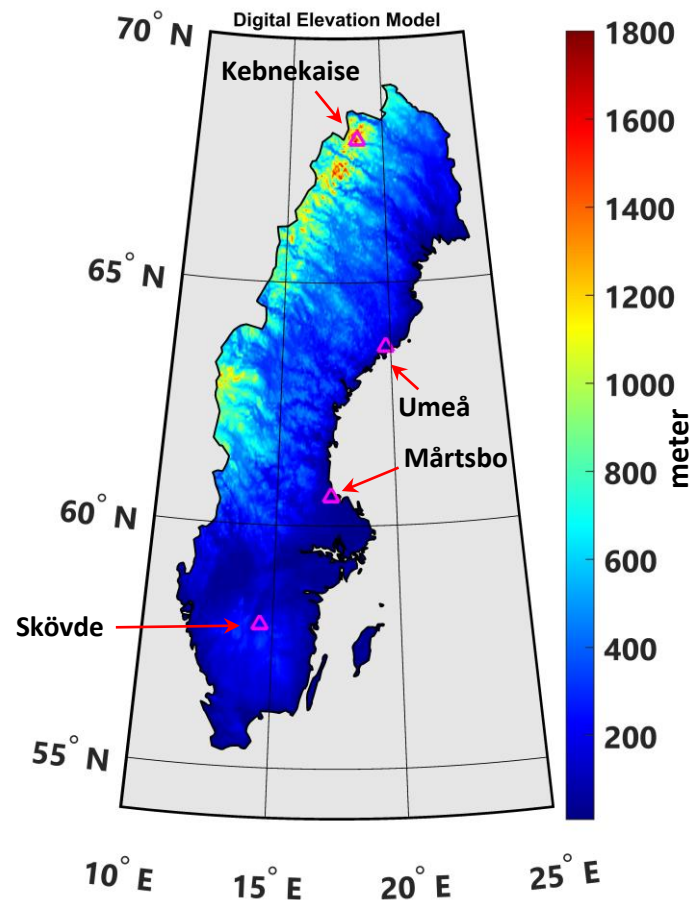 Digital Elevation Model
70° N
65° N
60° N
55° N
10° E
15° E
20° E
25° E
Kebnekaise
Umeå
Mårtsbo
Skövde
1800
1600
1400
1200
1000
800
600
400
200
meter